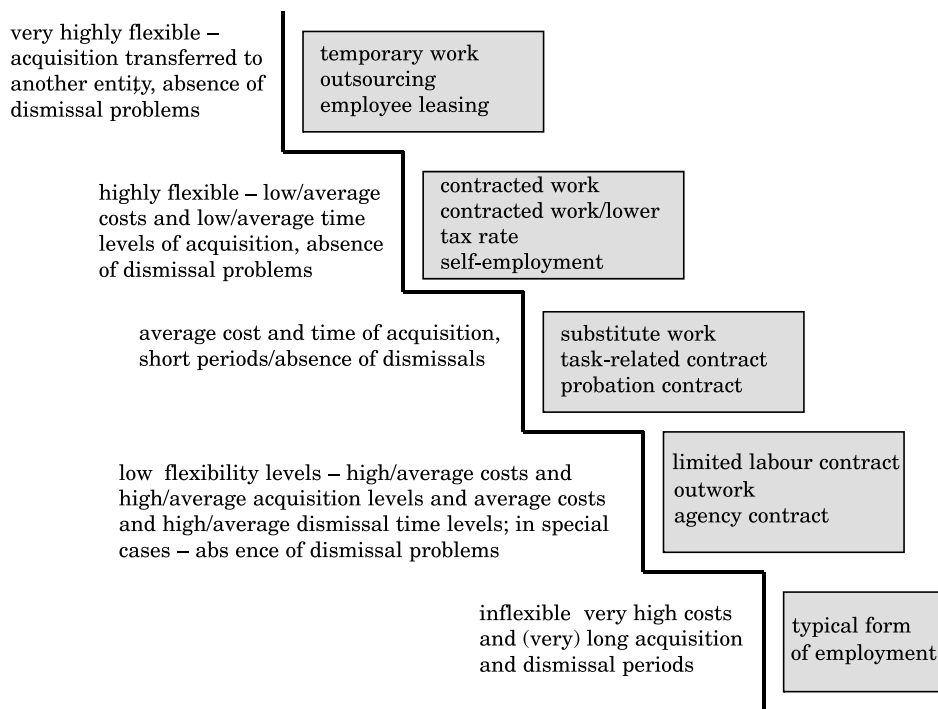 very highly flexible –
acquisition transferred to
another entity, absence of
dismissal problems
temporary work
outsourcing
employee leasing
highly flexible – low/average
costs and low/average time
levels of acquisition, absence
of dismissal problems
contracted work
contracted work/lower
tax rate
self-employment
average cost and time of acquisition,
short periods/absence of dismissals
substitute work
task-related contract
probation contract
low flexibility levels – high/average costs and
high/average acquisition levels and average costs
and high/average dismissal time levels; in special
cases – abs ence of dismissal problems
limited labour contract
outwork
agency contract
inflexible very high costs
and (very) long acquisition
and dismissal periods
typical form
of employment